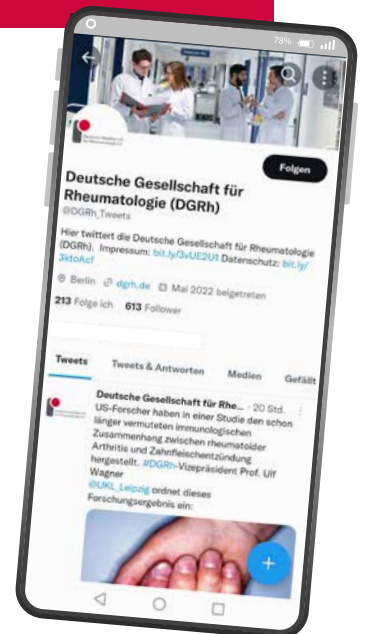 78%
Folgen
Deutsche Gesellschaft für
Rheumatologie (DGRh)
@DGRh_Tweets
Hier twittert die Deutsche Gesellschaft für Rheumatologie
(DGRh). Impressum: bit.ly/3vUE2U1 Datenschutz: bit.ly/
3ktoAcf
Berlin dgrh.de Mai 2022 beigetreten
213 Folge ich 613 Follower
Tweets Tweets & Antworten Medien Gefällt
Deutsche Gesellschaft für Rhe... · 20 Std.
US-Forscher haben in einer Studie den schon
länger vermuteten immunologischen
Zusammenhang zwischen rheumatoider
Arthritis und Zahnfleischentzündung
hergestellt. #DGRh-Vizepräsident Prof. Ulf
Wagner
@UKL_Leipzig ordnet dieses
Forschungsergebnis ein: